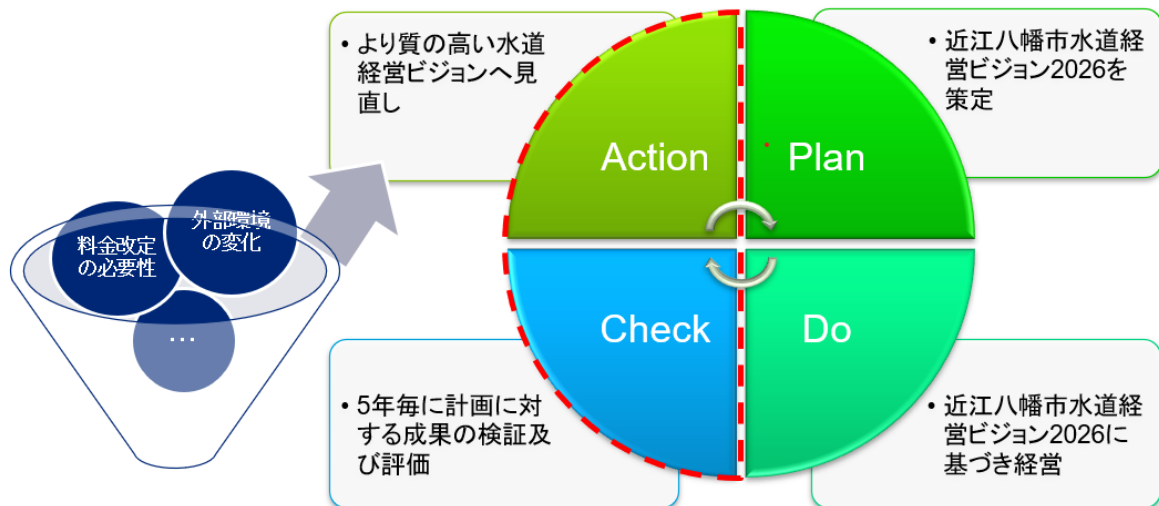 • より質の高い水道
経営ビジョンへ見
直し
• 近江八幡市水道経
営ビジョン2026を
策定
Action
Plan
外部環境
の変化
料金改定
の必要性
…
Check
Do
• 5年毎に計画に対
する成果の検証及
び評価
• 近江八幡市水道経
営ビジョン2026に
基づき経営